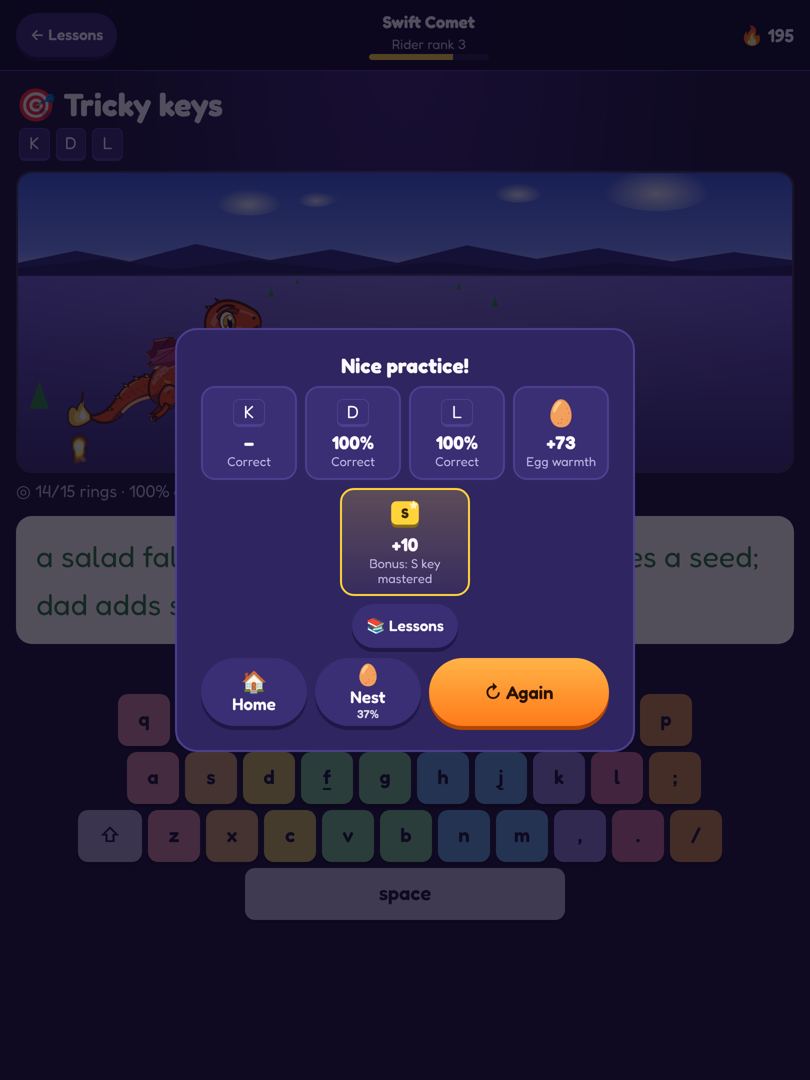 ← Lessons
Swift Comet
Rider rank 3
🔥 195
🎯 Tricky keys
K D L
Nice practice!
K
–
Correct
D
100%
Correct
L
100%
Correct
+73
Egg warmth
◎ 14/15 rings · 100%
S
+10
Bonus: S key
mastered
a salad fal
es a seed;
dad adds s
📚 Lessons
🏠
Home
Nest
37%
↻ Again
q p
a s d f g h j k l ;
⇧ z x c v b n m , . /
space